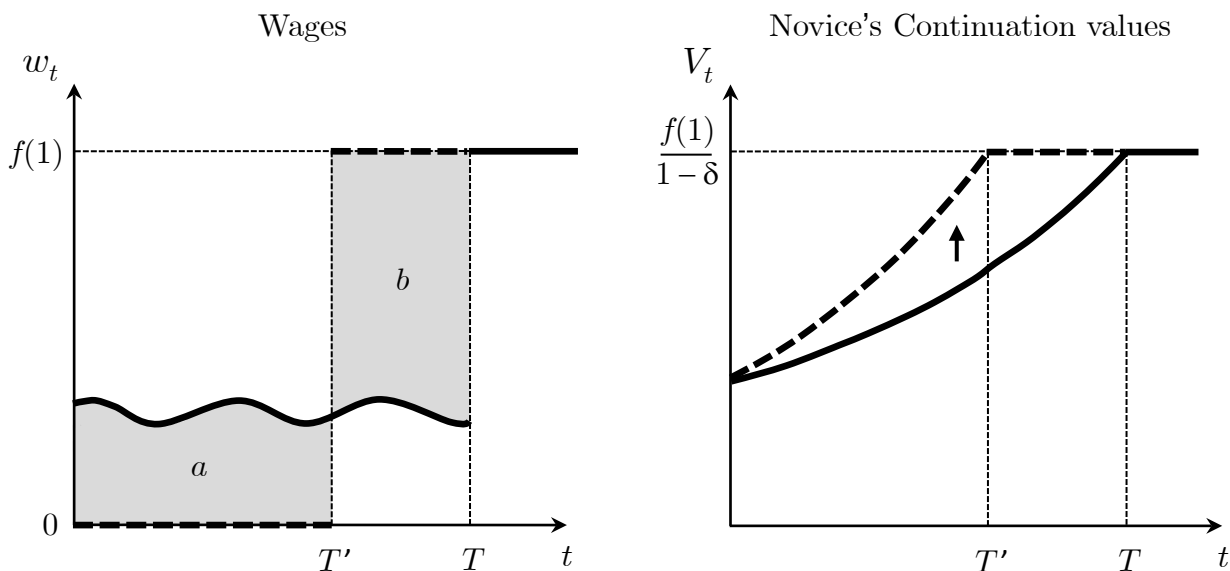 Wages
w_t
f(1)
b
a
0
T'
T
t
Novice's Continuation values
V_t
f(1)
1 − δ
T'
T
t